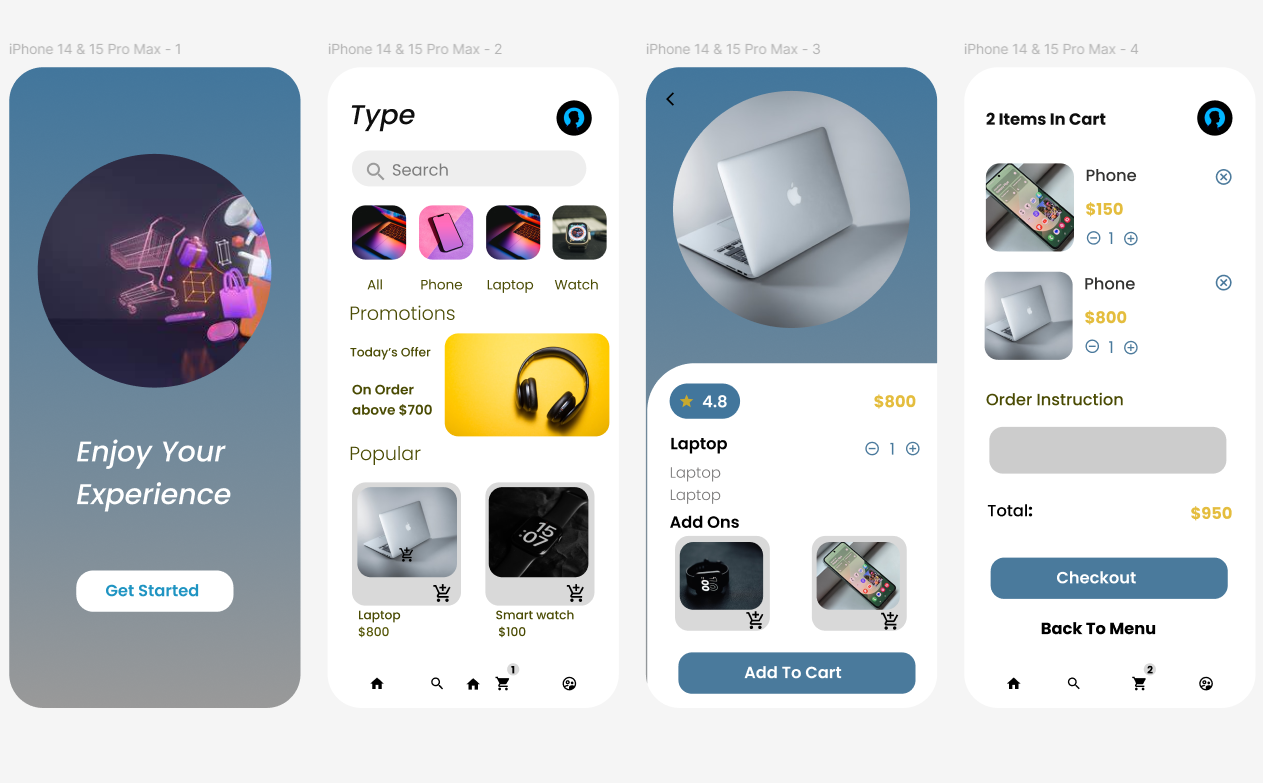 iPhone 14 & 15 Pro Max - 1
Enjoy Your
Experience
Get Started
iPhone 14 & 15 Pro Max - 2
Type
Search
All
Phone
Laptop
Watch
Promotions
Today's Offer
On Order
above $700
Popular
15
:07
Laptop
$800
Smart watch
$100
1
iPhone 14 & 15 Pro Max - 3
4.8
$800
Laptop
1
Laptop
Laptop
Add Ons
Add To Cart
iPhone 14 & 15 Pro Max - 4
2 Items In Cart
Phone
$150
1
Phone
$800
1
Order Instruction
Total:
$950
Checkout
Back To Menu
2